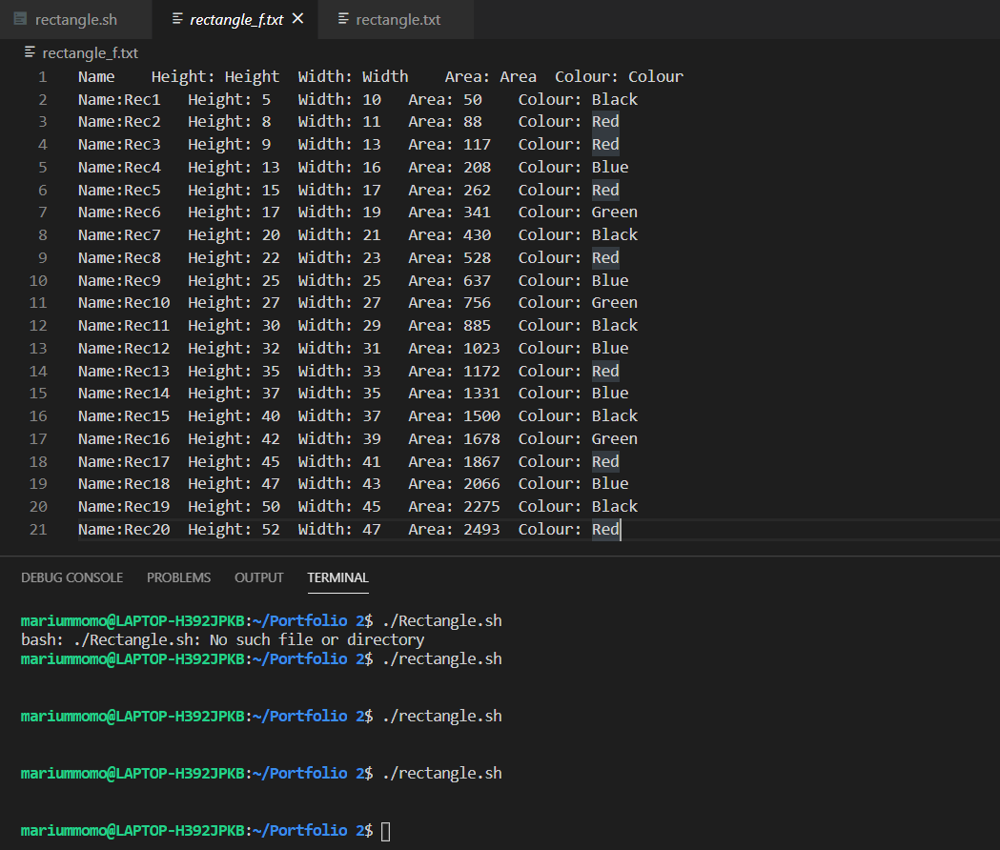 rectangle.sh rectangle_f.txt rectangle.txt
rectangle_f.txt
1 Name Height: Height Width: Width Area: Area Colour: Colour
2 Name:Rec1 Height: 5 Width: 10 Area: 50 Colour: Black
3 Name:Rec2 Height: 8 Width: 11 Area: 88 Colour: Red
4 Name:Rec3 Height: 9 Width: 13 Area: 117 Colour: Red
5 Name:Rec4 Height: 13 Width: 16 Area: 208 Colour: Blue
6 Name:Rec5 Height: 15 Width: 17 Area: 262 Colour: Red
7 Name:Rec6 Height: 17 Width: 19 Area: 341 Colour: Green
8 Name:Rec7 Height: 20 Width: 21 Area: 430 Colour: Black
9 Name:Rec8 Height: 22 Width: 23 Area: 528 Colour: Red
10 Name:Rec9 Height: 25 Width: 25 Area: 637 Colour: Blue
11 Name:Rec10 Height: 27 Width: 27 Area: 756 Colour: Green
12 Name:Rec11 Height: 30 Width: 29 Area: 885 Colour: Black
13 Name:Rec12 Height: 32 Width: 31 Area: 1023 Colour: Blue
14 Name:Rec13 Height: 35 Width: 33 Area: 1172 Colour: Red
15 Name:Rec14 Height: 37 Width: 35 Area: 1331 Colour: Blue
16 Name:Rec15 Height: 40 Width: 37 Area: 1500 Colour: Black
17 Name:Rec16 Height: 42 Width: 39 Area: 1678 Colour: Green
18 Name:Rec17 Height: 45 Width: 41 Area: 1867 Colour: Red
19 Name:Rec18 Height: 47 Width: 43 Area: 2066 Colour: Blue
20 Name:Rec19 Height: 50 Width: 45 Area: 2275 Colour: Black
21 Name:Rec20 Height: 52 Width: 47 Area: 2493 Colour: Red
DEBUG CONSOLE PROBLEMS OUTPUT TERMINAL
mariummomo@LAPTOP-H392JPKB:~/Portfolio 2$ ./Rectangle.sh
bash: ./Rectangle.sh: No such file or directory
mariummomo@LAPTOP-H392JPKB:~/Portfolio 2$ ./rectangle.sh
mariummomo@LAPTOP-H392JPKB:~/Portfolio 2$ ./rectangle.sh
mariummomo@LAPTOP-H392JPKB:~/Portfolio 2$ ./rectangle.sh
mariummomo@LAPTOP-H392JPKB:~/Portfolio 2$